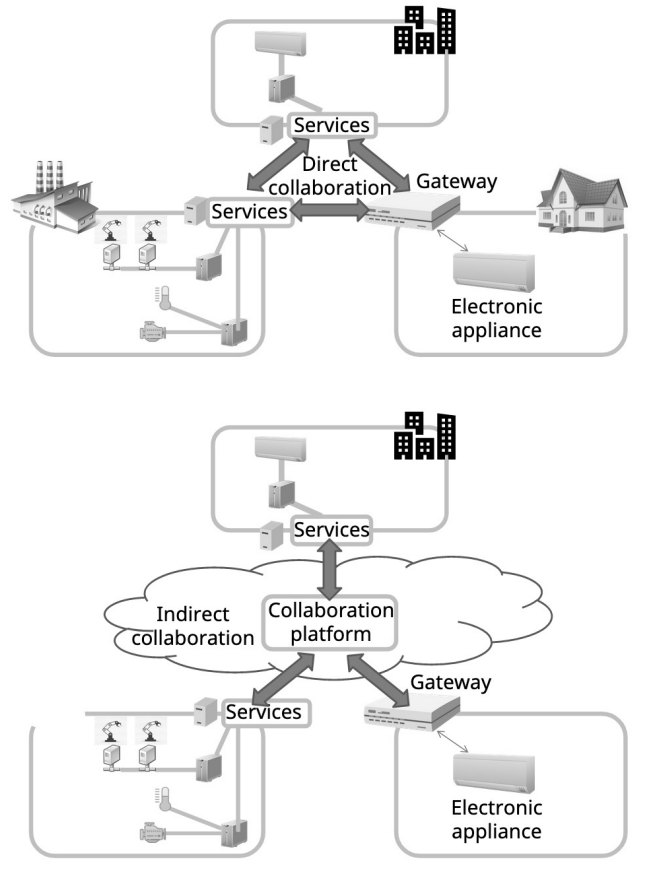 Services
Direct
collaboration
Gateway
Services
Electronic
appliance
Services
Indirect
collaboration
Collaboration
platform
Gateway
Services
Electronic
appliance